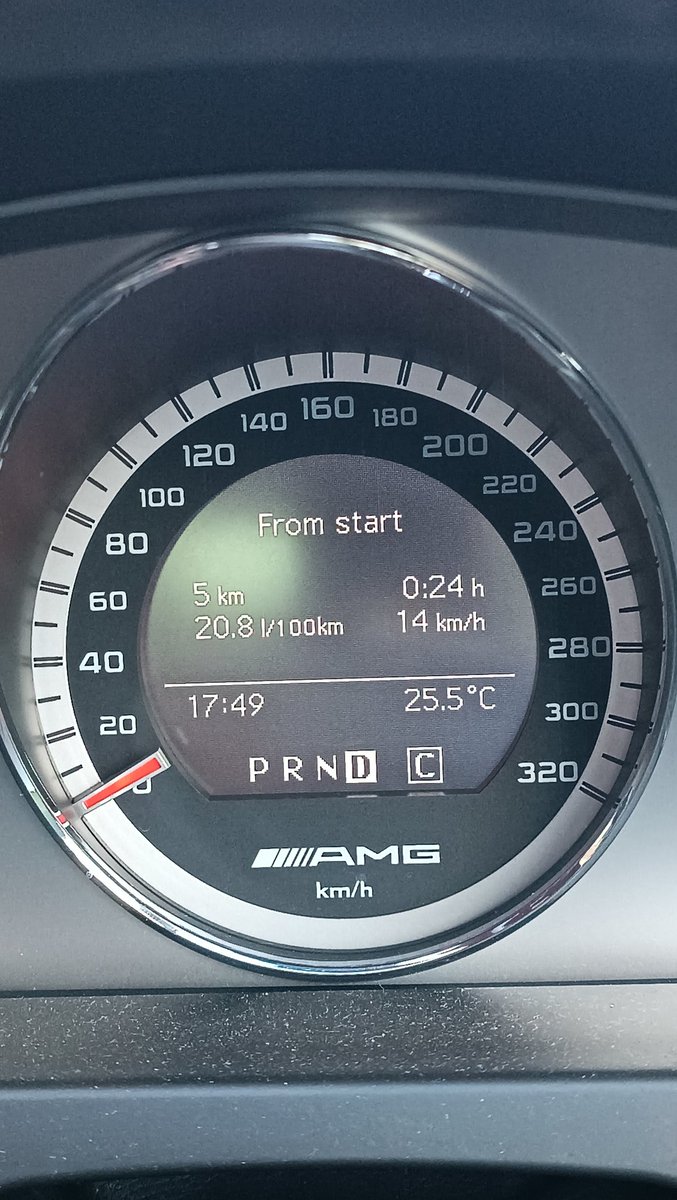 160
140 180
120 200
100 220
80 240
60 260
40 280
20 300
0 320
From start
5 km 0:24 h
20.8 l/100km 14 km/h
17:49 25.5°C
P R N D C
AMG
km/h